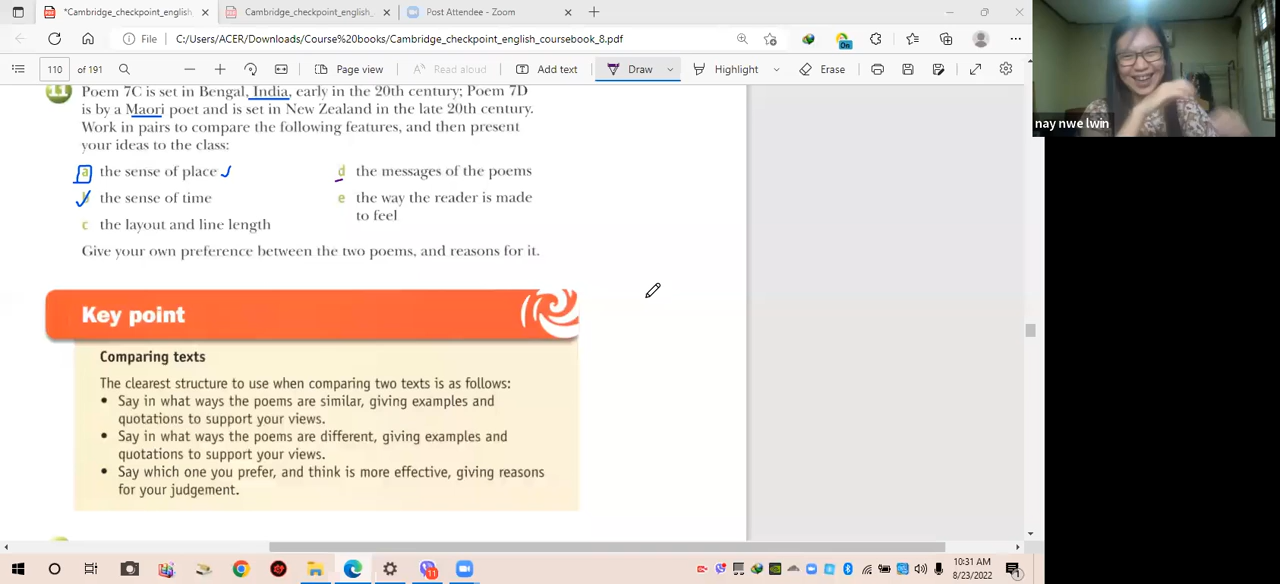 *Cambridge_checkpoint_english
Cambridge_checkpoint_english_
Post Attendee - Zoom
File
C:/Users/ACER/Downloads/Course%20books/Cambridge_checkpoint_english_coursebook_8.pdf
On
110 of 191
Page view
Read aloud
Add text
Draw
Highlight
Erase
nay nwe lwin
11
Poem 7C is set in Bengal, India, early in the 20th century; Poem 7D
is by a Maori poet and is set in New Zealand in the late 20th century.
Work in pairs to compare the following features, and then present
your ideas to the class:
a the sense of place
b the sense of time
c the layout and line length
d the messages of the poems
e the way the reader is made
to feel
Give your own preference between the two poems, and reasons for it.
Key point
Comparing texts
The clearest structure to use when comparing two texts is as follows:
• Say in what ways the poems are similar, giving examples and
quotations to support your views.
• Say in what ways the poems are different, giving examples and
quotations to support your views.
• Say which one you prefer, and think is more effective, giving reasons
for your judgement.
11
10:31 AM
8/23/2022
1